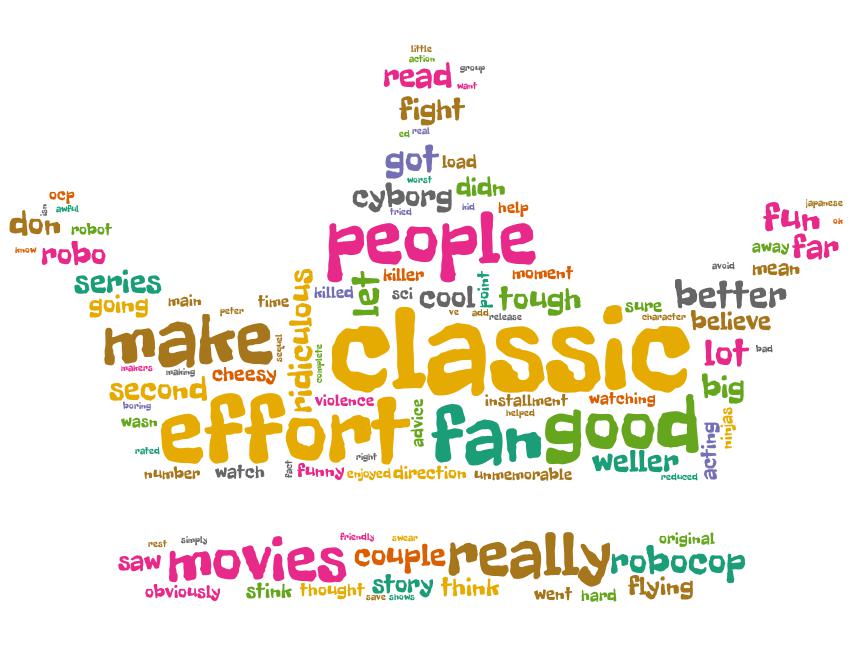 little
action
read group
want
fight
ed real
got load
worst
cyborg didn
tried kid help
people
ocp
isn awful
don robot
know robo
series
going main peter time
japanese
fun ok
away far
avoid mean
better
sure
character believe
killed let killer sci cool point moment
tough
ve add release
ridiculous
make sequel complete classic
makers making cheesy
second
boring
wasn
rated
effort violence advice
right
fan good
installment watching
helped
lot bad
big
acting ninjas
weller
reduced
number watch fact funny enjoyed direction unmemorable
rest simply friendly swear original
saw movies couple really robocop
obviously stink thought story think went hard flying
save shows